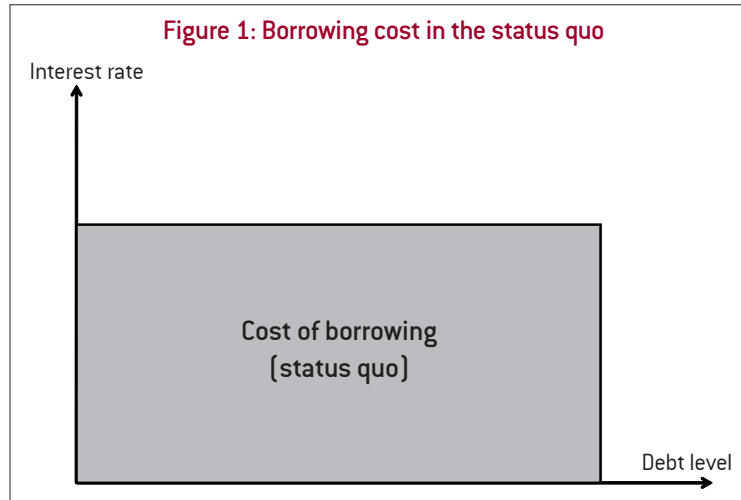 Figure 1: Borrowing cost in the status quo
Interest rate
Cost of borrowing
(status quo)
Debt level